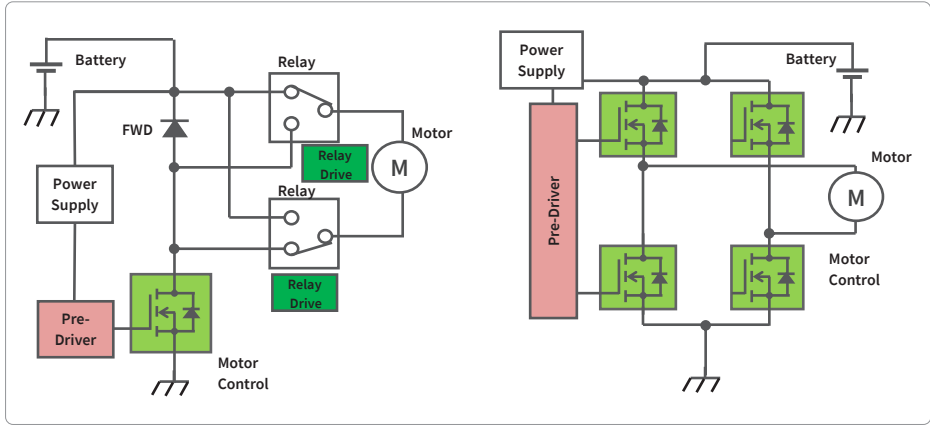 Battery
FWD
Relay
Relay
Drive
Motor
M
Power
Supply
Relay
Relay
Drive
Pre-
Driver
Motor
Control
Power
Supply
Battery
Pre-Driver
Motor
M
Motor
Control